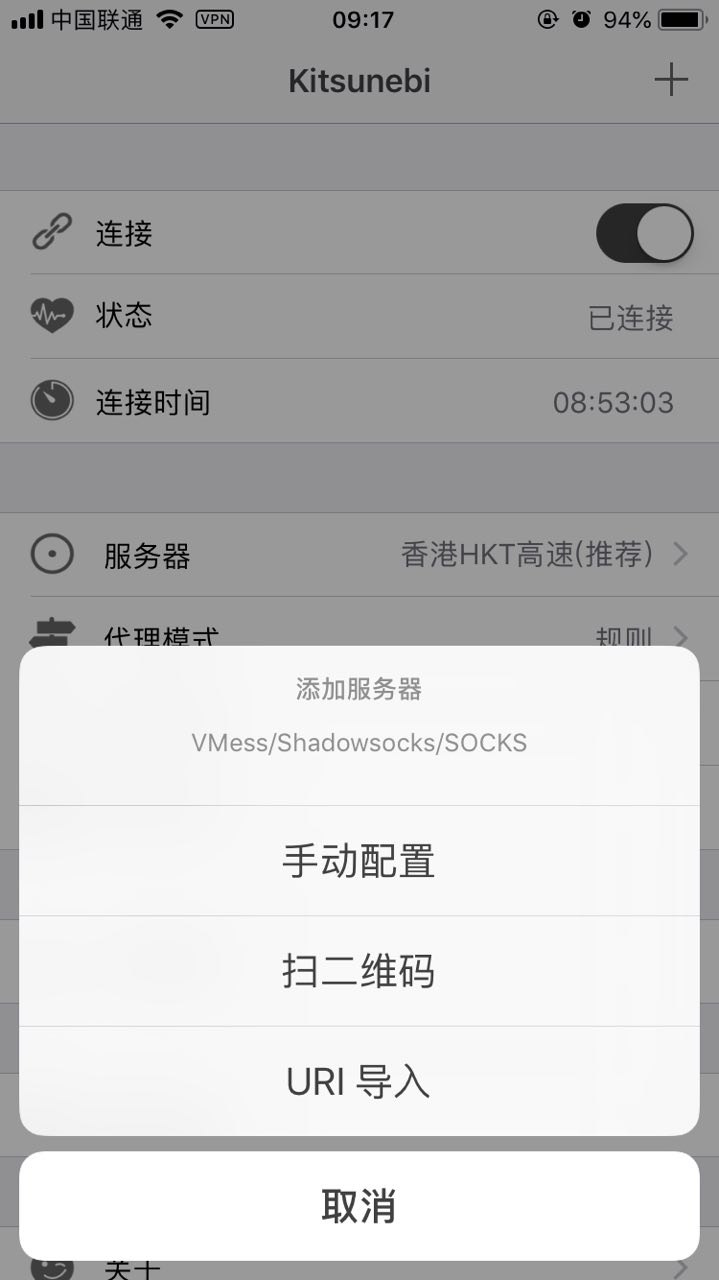 中国联通 VPN 09:17 94%
Kitsunebi
连接
状态 已连接
连接时间 08:53:03
服务器 香港HKT高速(推荐)
代理模式 规则
添加服务器
VMess/Shadowsocks/SOCKS
手动配置
扫二维码
URI 导入
取消
关于